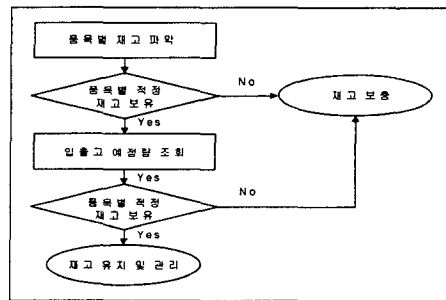 품목별 재고 파악
품목별 적정
재고 보유
No
재고 보충
Yes
입출고 예정량 조회
Yes
No
품목별 적정
재고 보유
Yes
재고 유지 및 관리